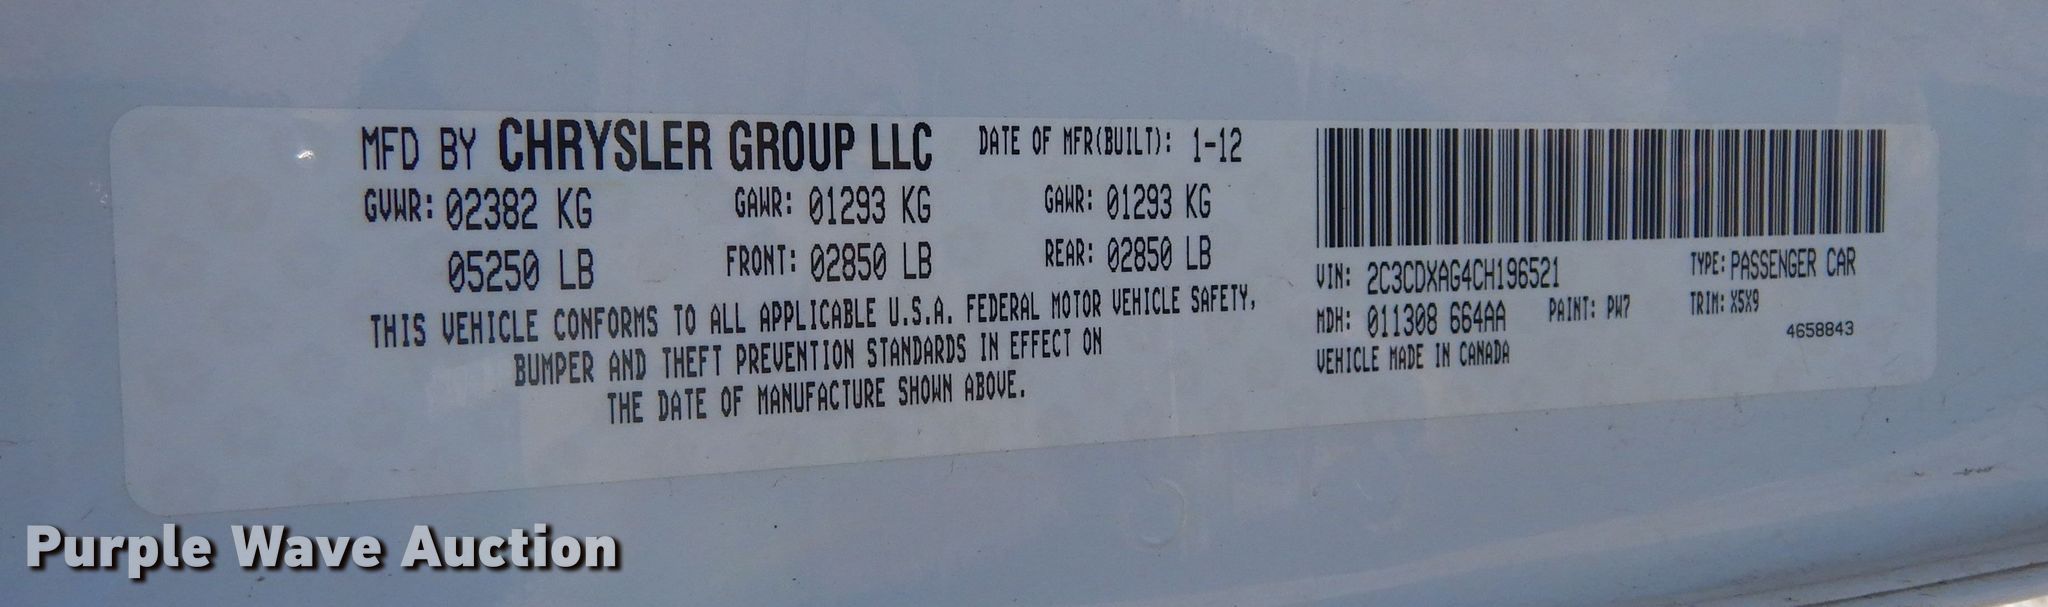 MFD BY CHRYSLER GROUP LLC DATE OF MFR(BUILT): 1-12
GVWR: 02382 KG GAWR: 01293 KG GAWR: 01293 KG
05250 LB FRONT: 02850 LB REAR: 02850 LB
THIS VEHICLE CONFORMS TO ALL APPLICABLE U.S.A. FEDERAL MOTOR VEHICLE SAFETY,
BUMPER AND THEFT PREVENTION STANDARDS IN EFFECT ON
THE DATE OF MANUFACTURE SHOWN ABOVE.
VIN: 2C3CDXAG4CH196521 TYPE: PASSENGER CAR
MDH: 011308 664AA PAINT: PW7 TRIM: X5X9
VEHICLE MADE IN CANADA 4658843
Purple Wave Auction